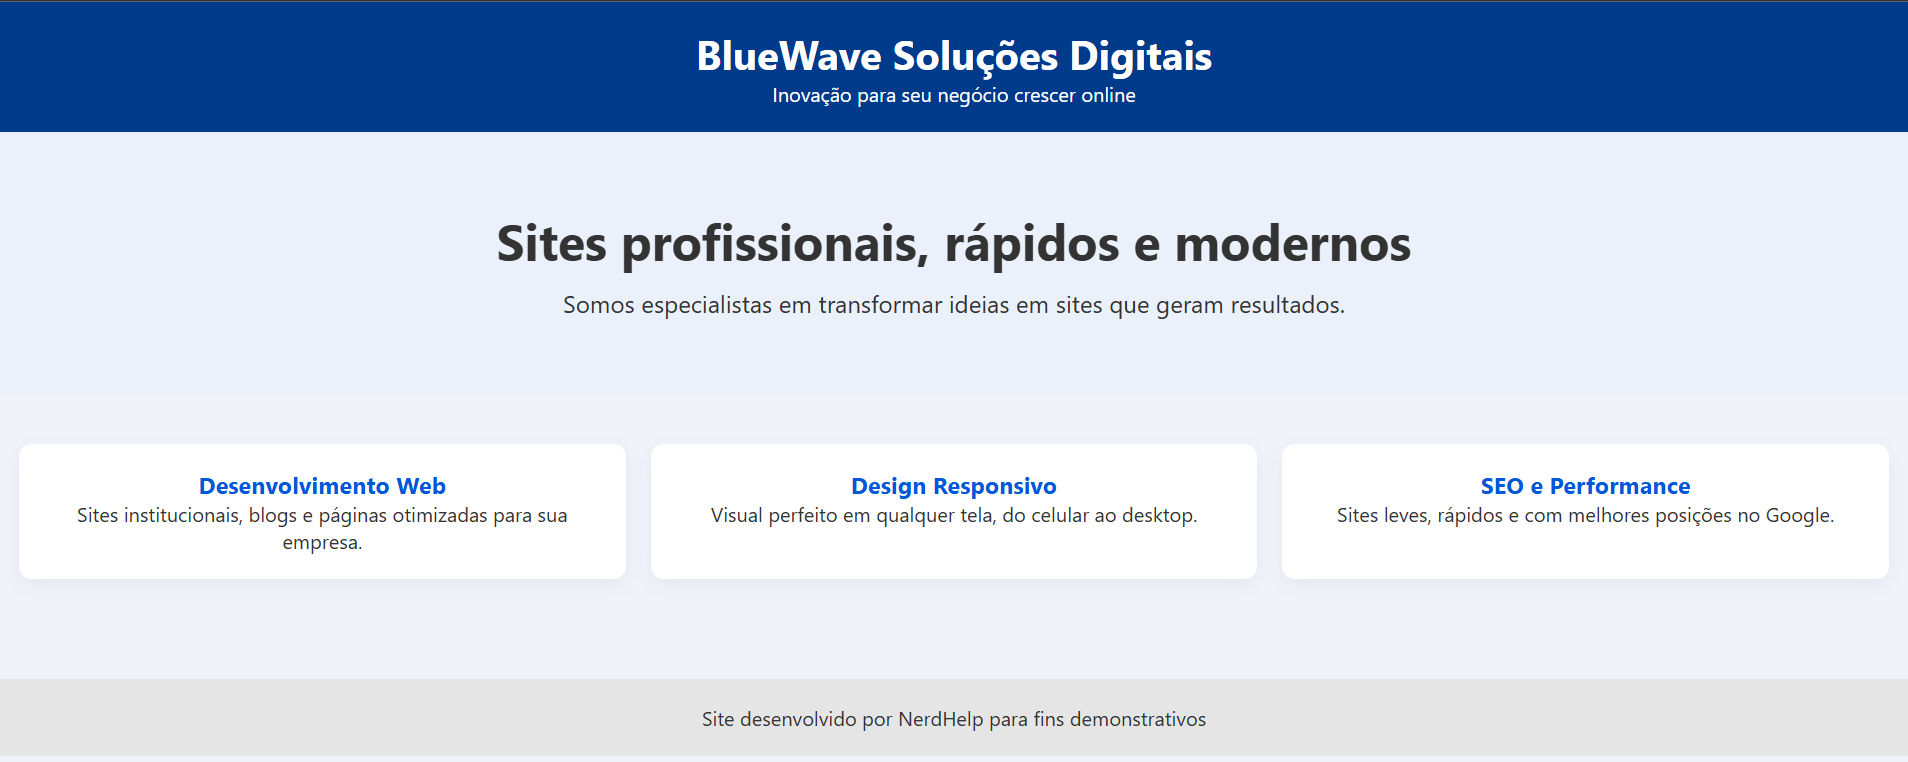 BlueWave Soluções Digitais
Inovação para seu negócio crescer online
Sites profissionais, rápidos e modernos
Somos especialistas em transformar ideias em sites que geram resultados.
Desenvolvimento Web
Sites institucionais, blogs e páginas otimizadas para sua
empresa.
Design Responsivo
Visual perfeito em qualquer tela, do celular ao desktop.
SEO e Performance
Sites leves, rápidos e com melhores posições no Google.
Site desenvolvido por NerdHelp para fins demonstrativos